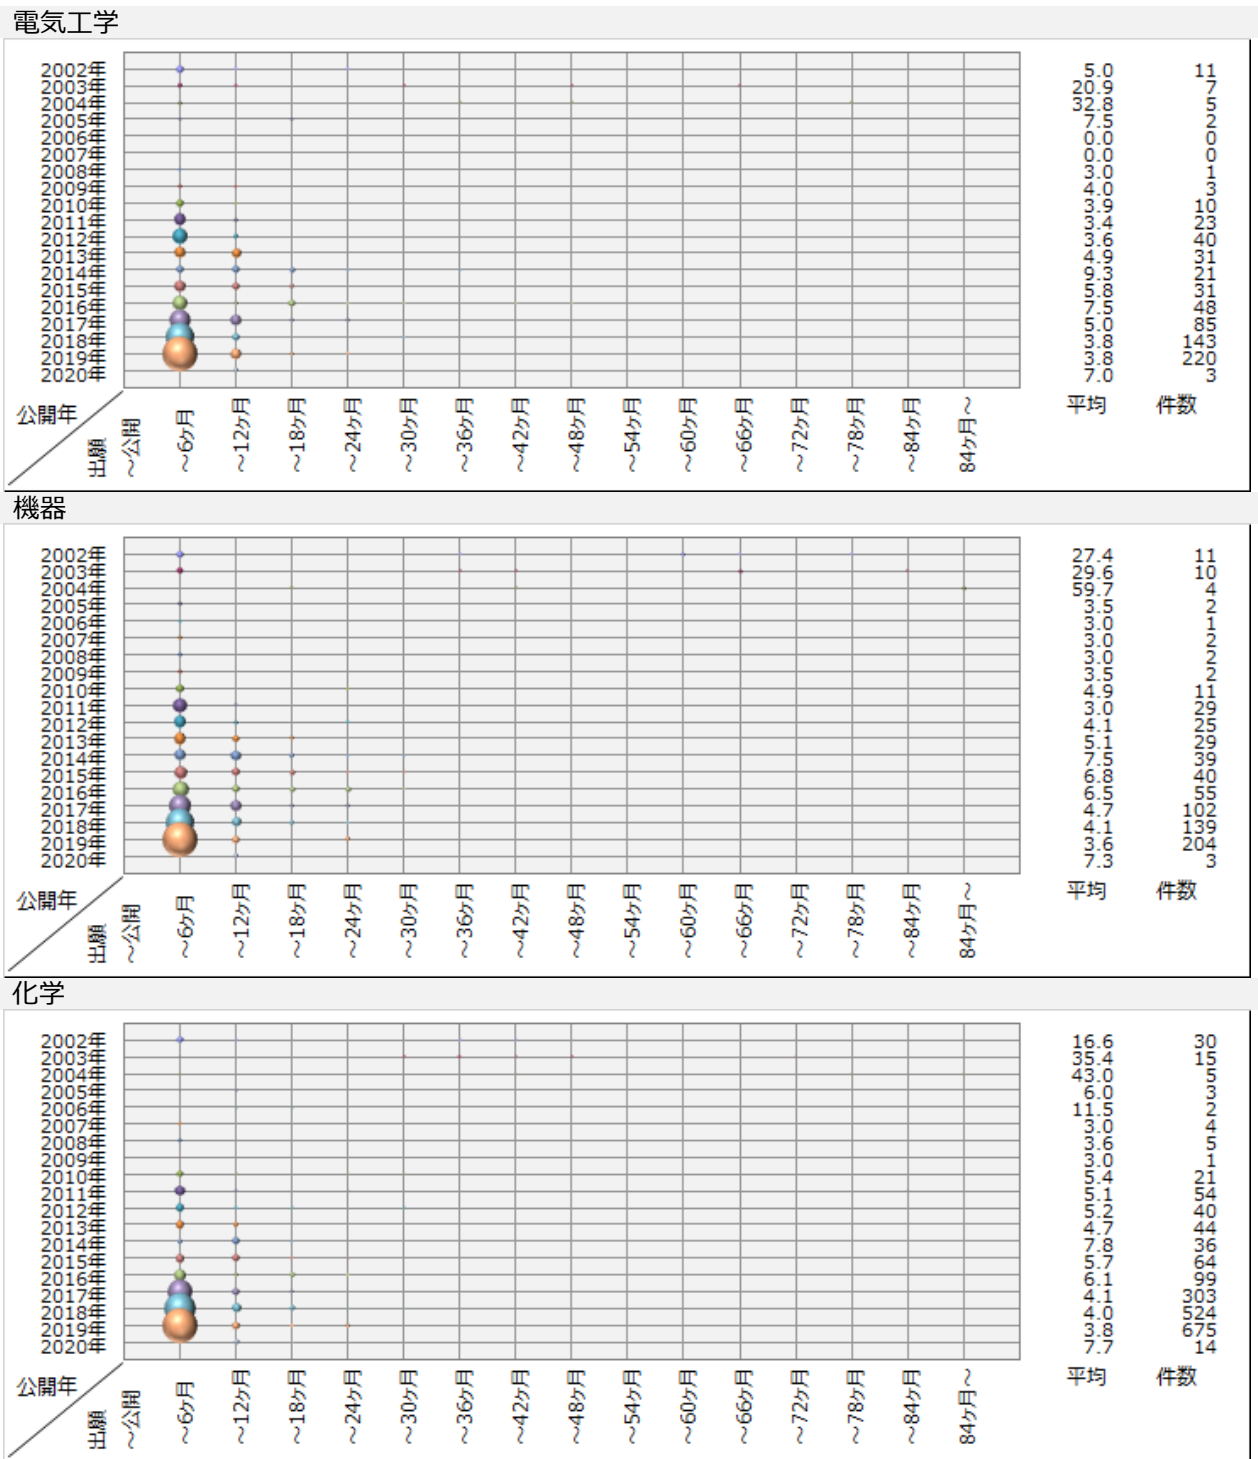 電気工学
2002年 5.0 11
2003年 20.9 7
2004年 32.8 5
2005年 7.5 2
2006年 0.0 0
2007年 0.0 0
2008年 3.0 1
2009年 4.0 3
2010年 3.9 10
2011年 3.4 23
2012年 3.6 40
2013年 4.9 31
2014年 9.3 21
2015年 5.8 31
2016年 7.5 48
2017年 5.0 85
2018年 3.8 143
2019年 3.8 220
2020年 7.0 3
公開年 出願～公開 ～6ヶ月 ～12ヶ月 ～18ヶ月 ～24ヶ月 ～30ヶ月 ～36ヶ月 ～42ヶ月 ～48ヶ月 ～54ヶ月 ～60ヶ月 ～66ヶ月 ～72ヶ月 ～78ヶ月 ～84ヶ月 84ヶ月～ 平均 件数
機器
2002年 27.4 11
2003年 29.6 10
2004年 59.7 4
2005年 3.5 2
2006年 3.0 1
2007年 3.0 2
2008年 3.0 2
2009年 3.5 2
2010年 4.9 11
2011年 3.0 29
2012年 4.1 25
2013年 5.1 29
2014年 7.5 39
2015年 6.8 40
2016年 6.5 55
2017年 4.7 102
2018年 4.1 139
2019年 3.6 204
2020年 7.3 3
公開年 出願～公開 ～6ヶ月 ～12ヶ月 ～18ヶ月 ～24ヶ月 ～30ヶ月 ～36ヶ月 ～42ヶ月 ～48ヶ月 ～54ヶ月 ～60ヶ月 ～66ヶ月 ～72ヶ月 ～78ヶ月 ～84ヶ月 84ヶ月～ 平均 件数
化学
2002年 16.6 30
2003年 35.4 15
2004年 43.0 5
2005年 6.0 3
2006年 11.5 2
2007年 3.0 4
2008年 3.6 5
2009年 3.0 1
2010年 5.4 21
2011年 5.1 54
2012年 5.2 40
2013年 4.7 44
2014年 7.8 36
2015年 5.7 64
2016年 6.1 99
2017年 4.1 303
2018年 4.0 524
2019年 3.8 675
2020年 7.7 14
公開年 出願～公開 ～6ヶ月 ～12ヶ月 ～18ヶ月 ～24ヶ月 ～30ヶ月 ～36ヶ月 ～42ヶ月 ～48ヶ月 ～54ヶ月 ～60ヶ月 ～66ヶ月 ～72ヶ月 ～78ヶ月 ～84ヶ月 84ヶ月～ 平均 件数